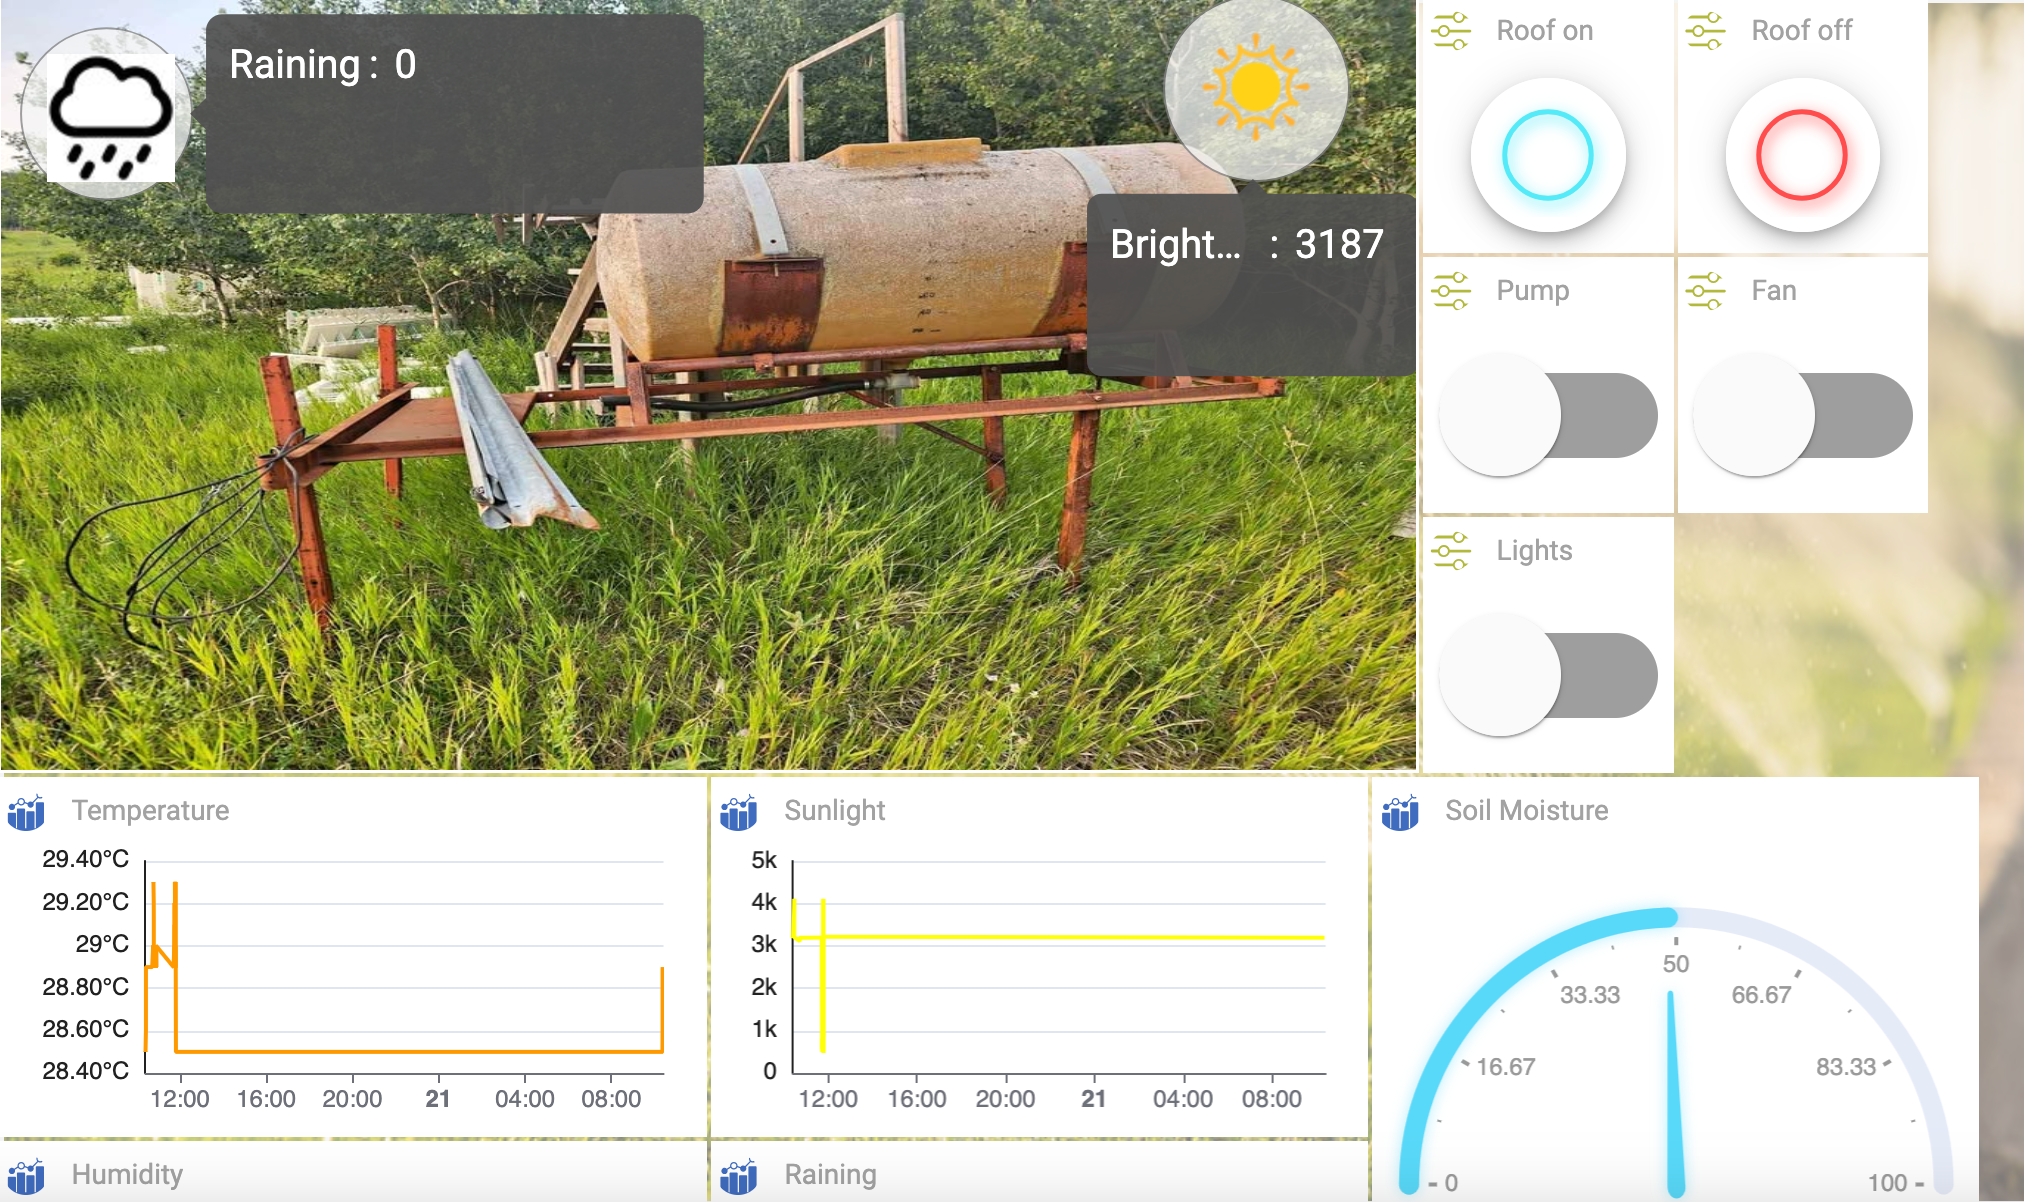 Raining : 0
Bright... : 3187
Roof on
Roof off
Pump
Fan
Lights
Temperature
29.40°C
29.20°C
29°C
28.80°C
28.60°C
28.40°C
12:00 16:00 20:00 21 04:00 08:00
Sunlight
5k
4k
3k
2k
1k
0
12:00 16:00 20:00 21 04:00 08:00
Soil Moisture
50
33.33 66.67
16.67 83.33
0 100
Humidity
Raining